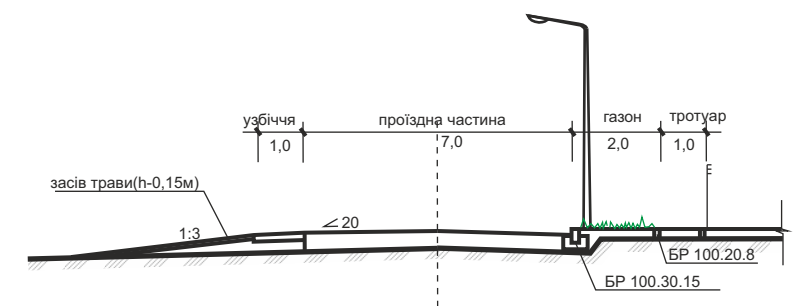 узбіччя проїздна частина газон тротуар
1,0 7,0 2,0 1,0
засів трави(h-0,15м)
1:3
20
БР 100.20.8
БР 100.30.15